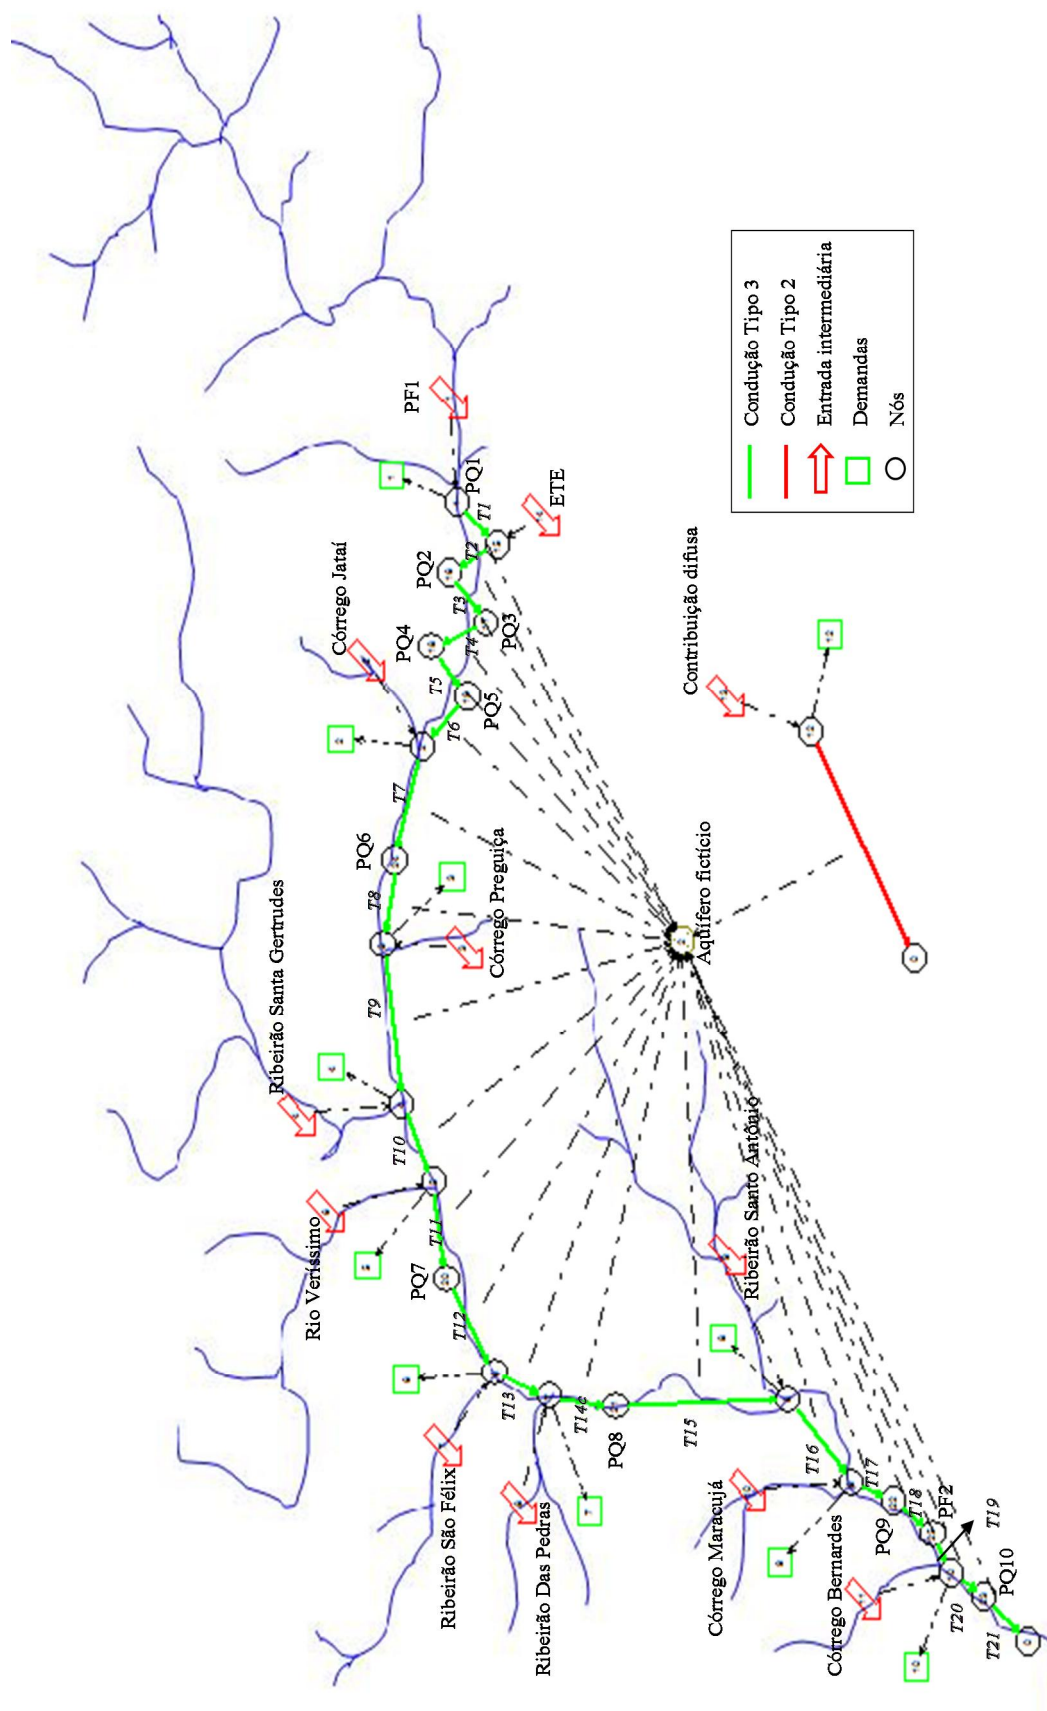 PF1
PQ1
T1
ETE
T2
PQ2
T3
PQ3
T4
PQ4
T5
PQ5
T6
Córrego Jataí
T7
PQ6
T8
Córrego Preguiça
T9
Ribeirão Santa Gertrudes
T10
Rio Veríssimo
T11
PQ7
T12
Ribeirão São Félix
T13
Ribeirão Das Pedras
T14c
PQ8
T15
Ribeirão Santo Antônio
T16
Córrego Maracujá
T17
PQ9
T18
PF2
T19
Córrego Bernardes
T20
PQ10
T21
Aquífero fictício
Contribuição difusa
Condução Tipo 3
Condução Tipo 2
Entrada intermediária
Demandas
Nós